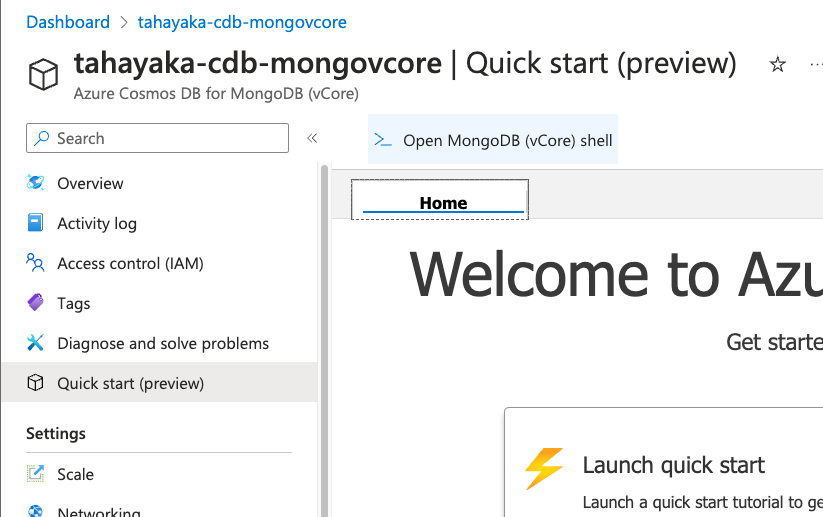 Dashboard > tahayaka-cdb-mongovcore
tahayaka-cdb-mongovcore | Quick start (preview)
Azure Cosmos DB for MongoDB (vCore)
Search
Open MongoDB (vCore) shell
Overview
Activity log
Access control (IAM)
Tags
Diagnose and solve problems
Quick start (preview)
Settings
Scale
Networking
Home
Welcome to Azu
Get starte
Launch quick start
Launch a quick start tutorial to ge